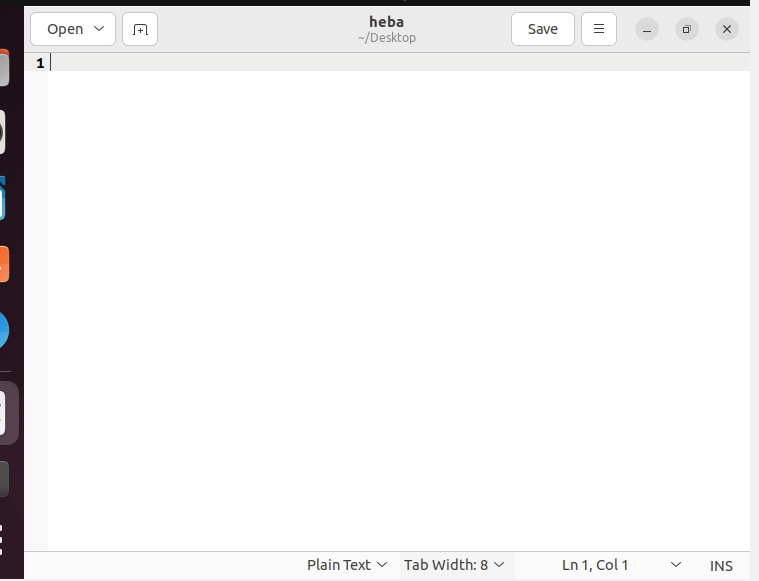 Open
heba
~/Desktop
Save
1
Plain Text
Tab Width: 8
Ln 1, Col 1
INS